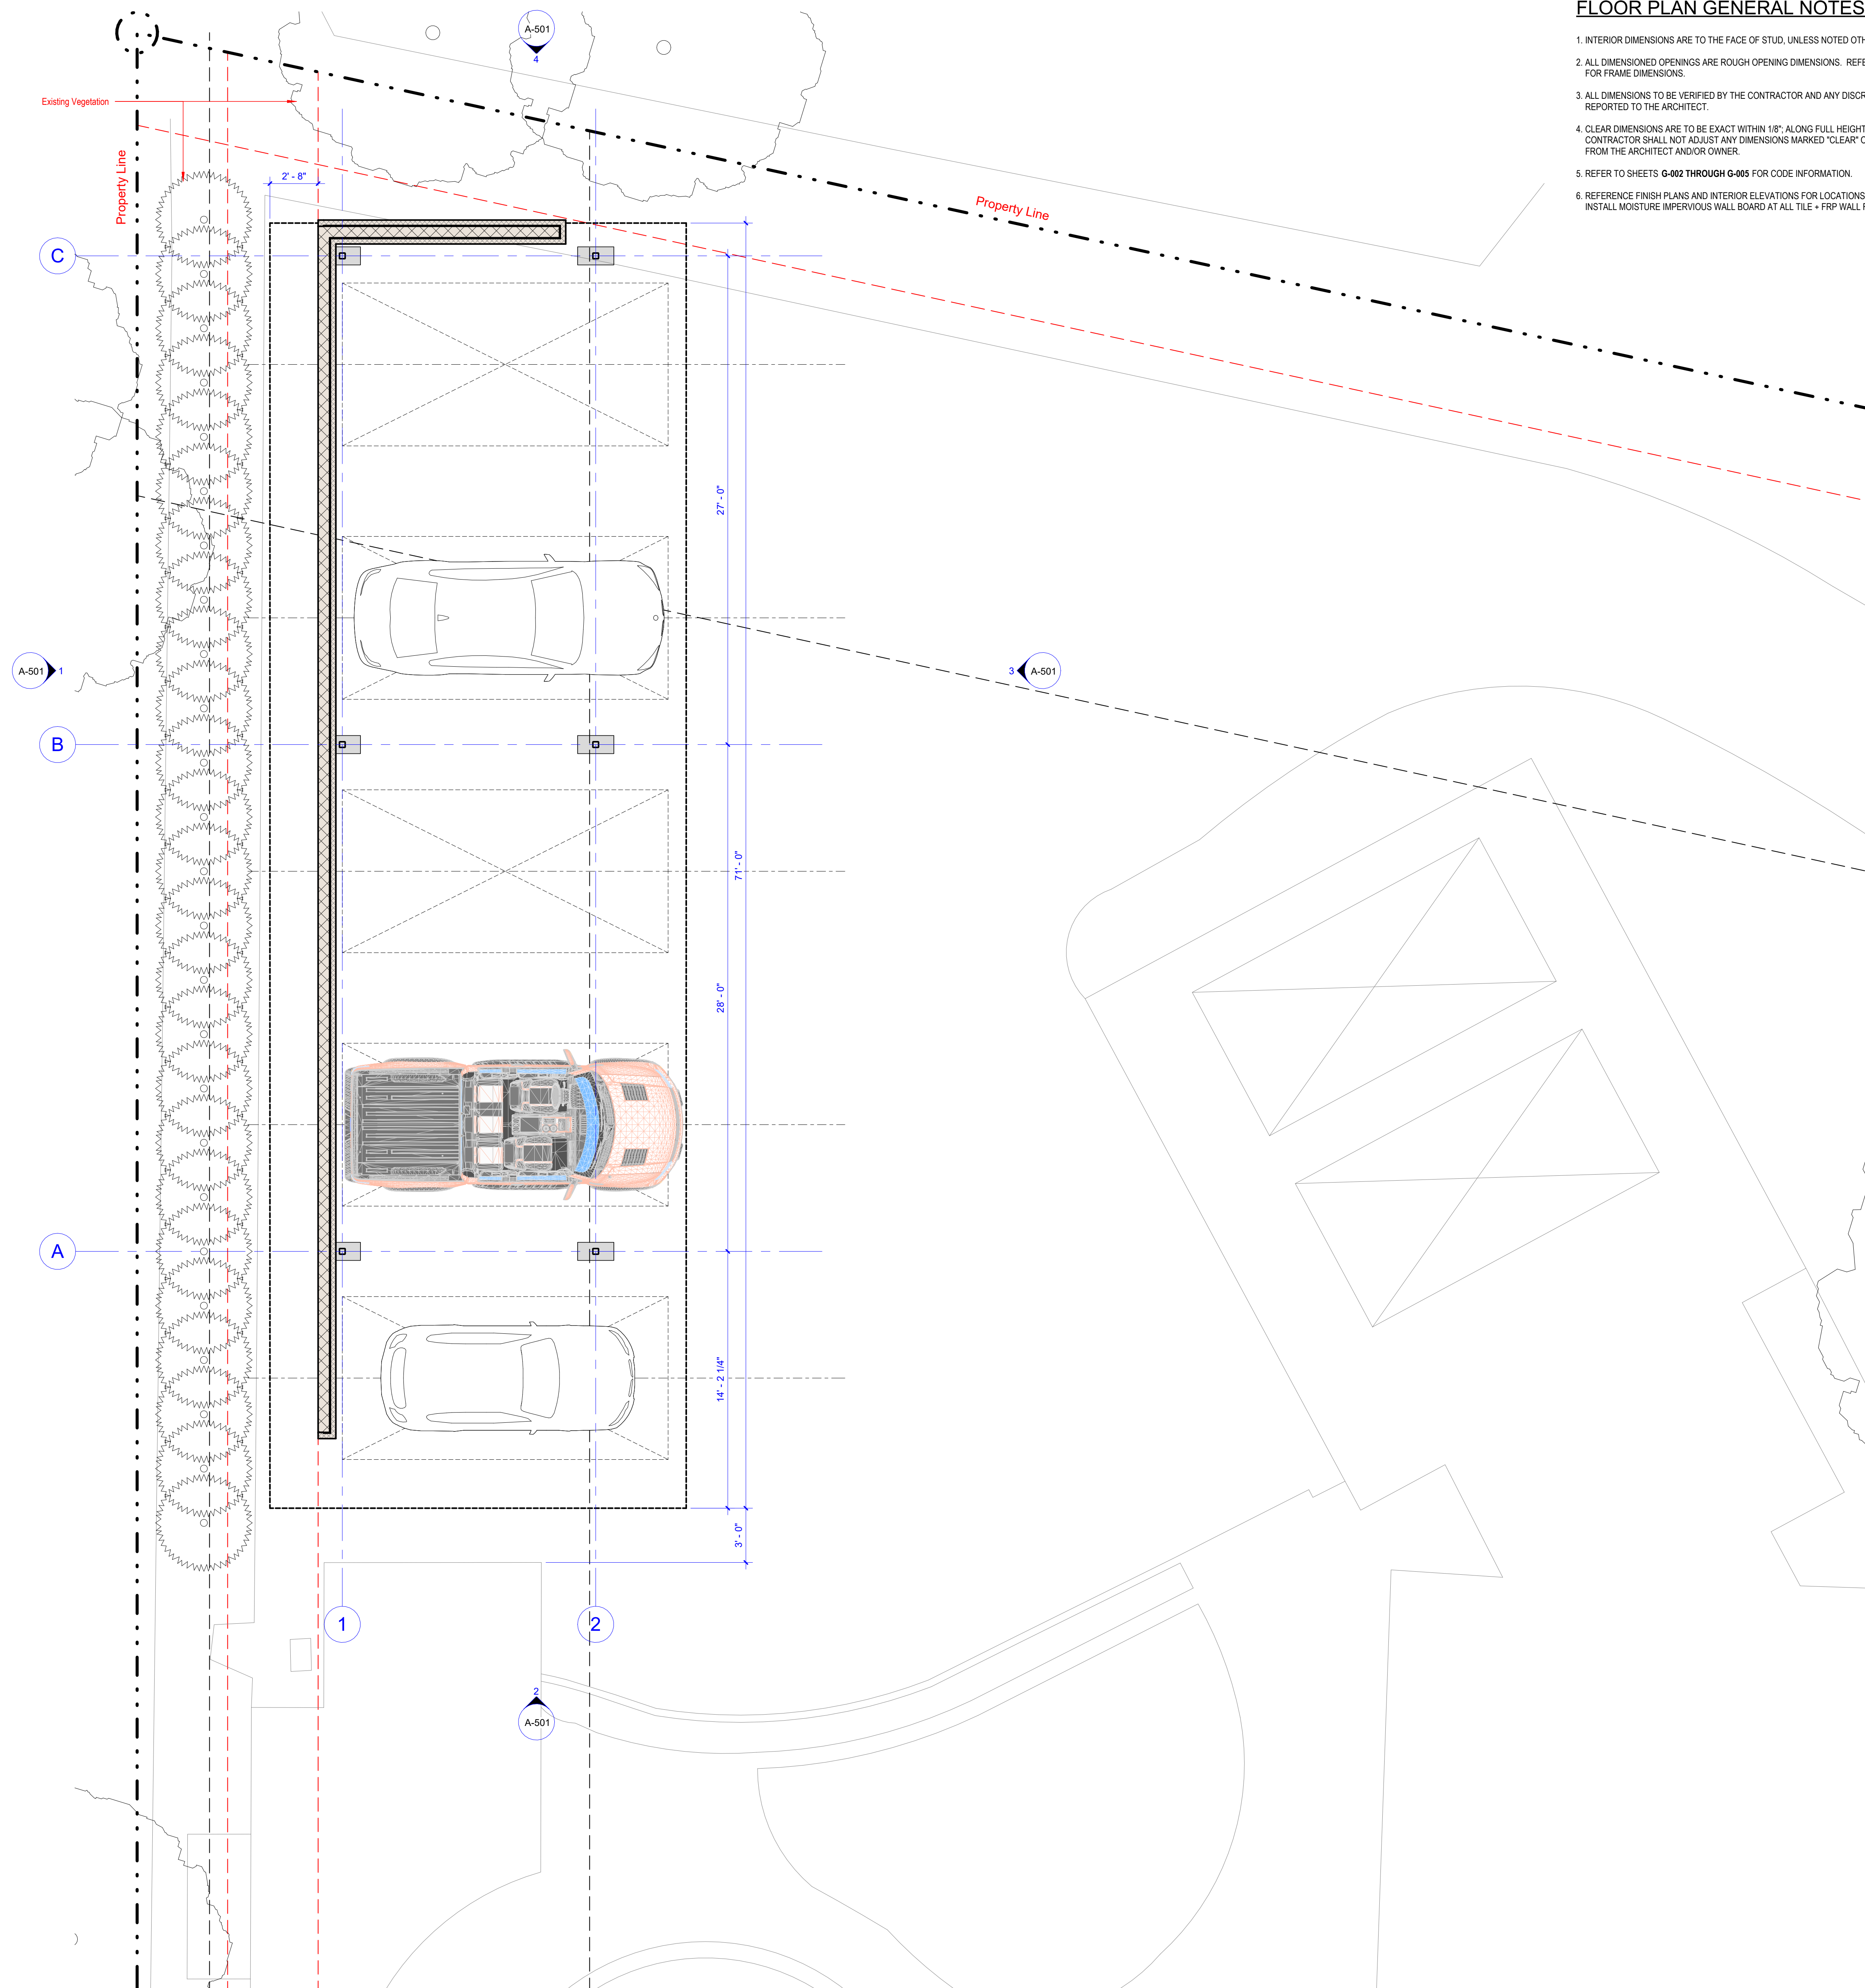 FLOOR PLAN GENERAL NOTES
1. INTERIOR DIMENSIONS ARE TO THE FACE OF STUD, UNLESS NOTED
2. ALL DIMENSIONED OPENINGS ARE ROUGH OPENING DIMENSIONS.
FOR FRAME DIMENSIONS.
3. ALL DIMENSIONS TO BE VERIFIED BY THE CONTRACTOR AND ANY
REPORTED TO THE ARCHITECT.
4. CLEAR DIMENSIONS ARE TO BE EXACT WITHIN 1/8"; ALONG FULL HEIGHT
CONTRACTOR SHALL NOT ADJUST ANY DIMENSIONS MARKED "CLEAR"
FROM THE ARCHITECT AND/OR OWNER.
5. REFER TO SHEETS G-002 THROUGH G-005 FOR CODE INFORMATION.
6. REFERENCE FINISH PLANS AND INTERIOR ELEVATIONS FOR LOCATIONS
INSTALL MOISTURE IMPERVIOUS WALL BOARD AT ALL TILE + FRP WALL
A-501
4
Existing Vegetation
Property Line
2' - 8"
Property Line
C
27' - 0"
A-501 1
3 A-501
B
71' - 0"
28' - 0"
A
14' - 2 1/4"
3' - 0"
1
2
2
A-501